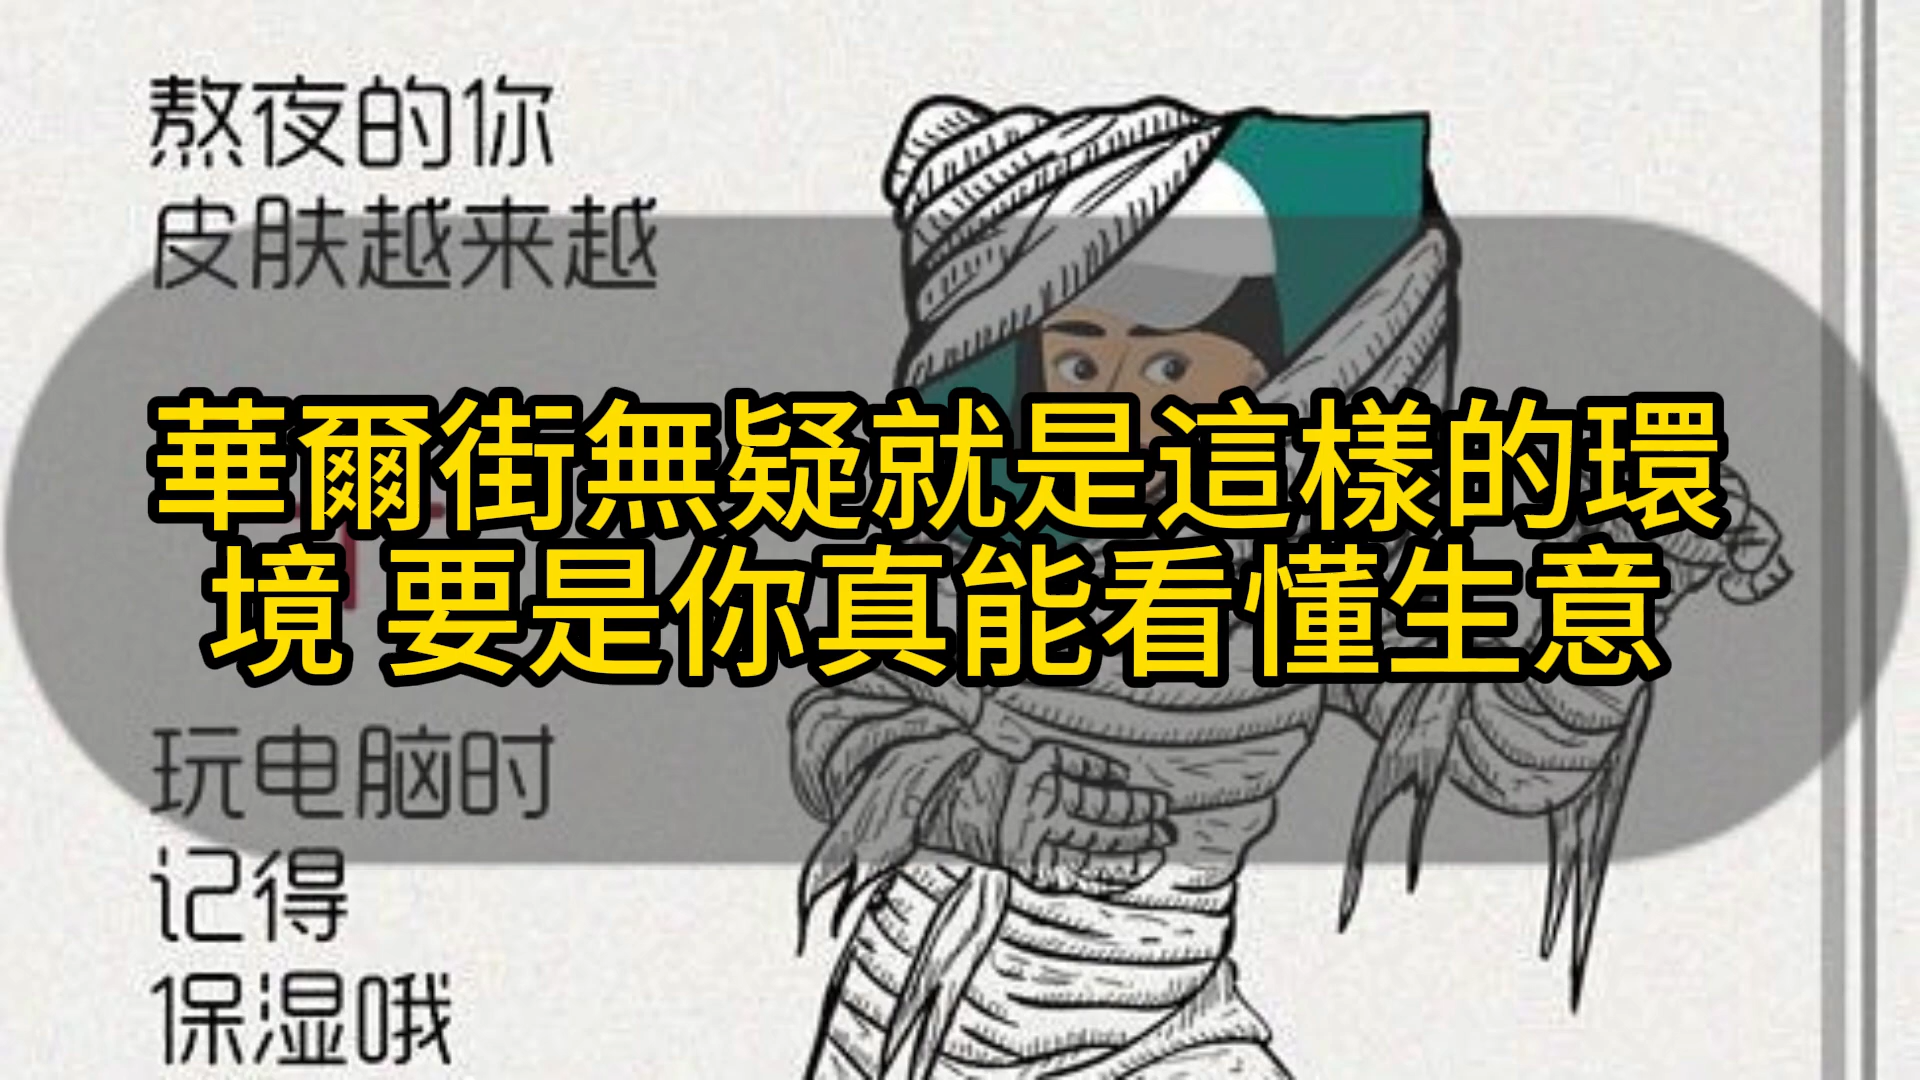 熬夜的你
皮肤越来越
華爾街無疑就是這樣的環
境 要是你真能看懂生意
玩电脑时
记得
保湿哦